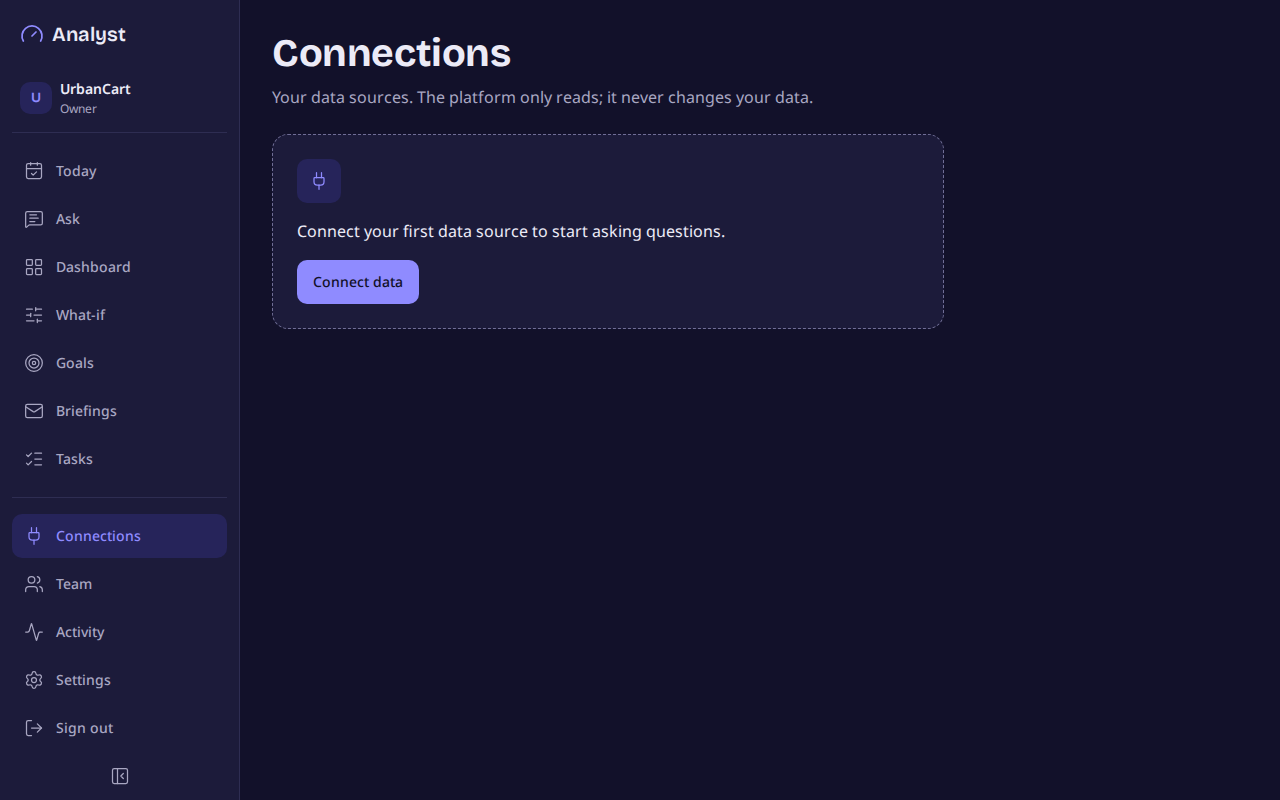 Analyst
U
UrbanCart
Owner
Today
Ask
Dashboard
What-if
Goals
Briefings
Tasks
Connections
Team
Activity
Settings
Sign out
Connections
Your data sources. The platform only reads; it never changes your data.
Connect your first data source to start asking questions.
Connect data